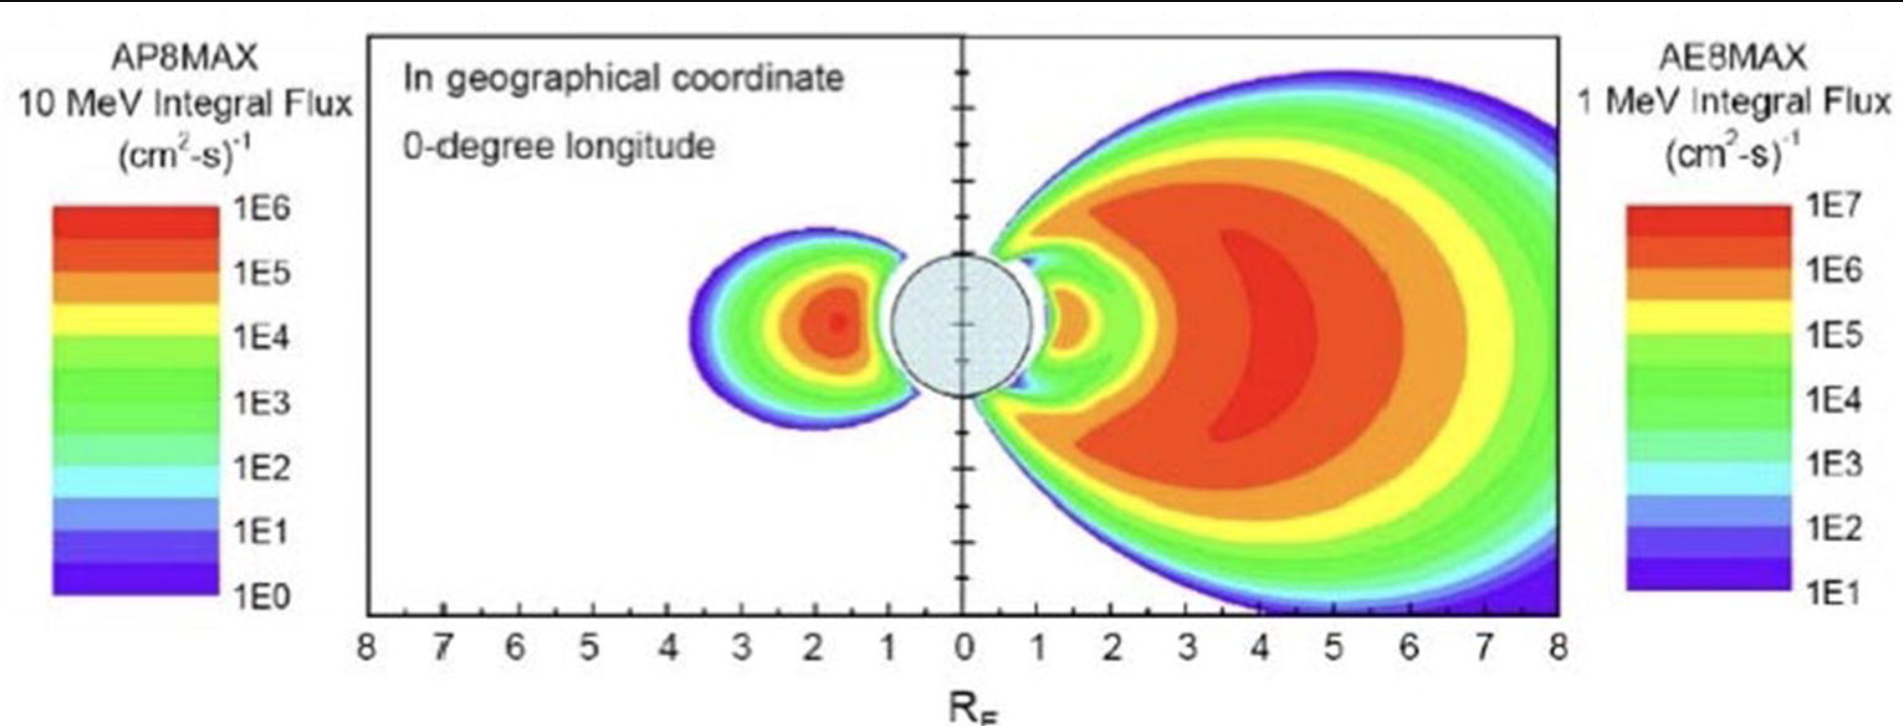 AP8MAX
10 MeV Integral Flux
(cm²-s)⁻¹
1E6
1E5
1E4
1E3
1E2
1E1
1E0
In geographical coordinate
0-degree longitude
AE8MAX
1 MeV Integral Flux
(cm²-s)⁻¹
1E7
1E6
1E5
1E4
1E3
1E2
1E1
8 7 6 5 4 3 2 1 0 1 2 3 4 5 6 7 8
R_E